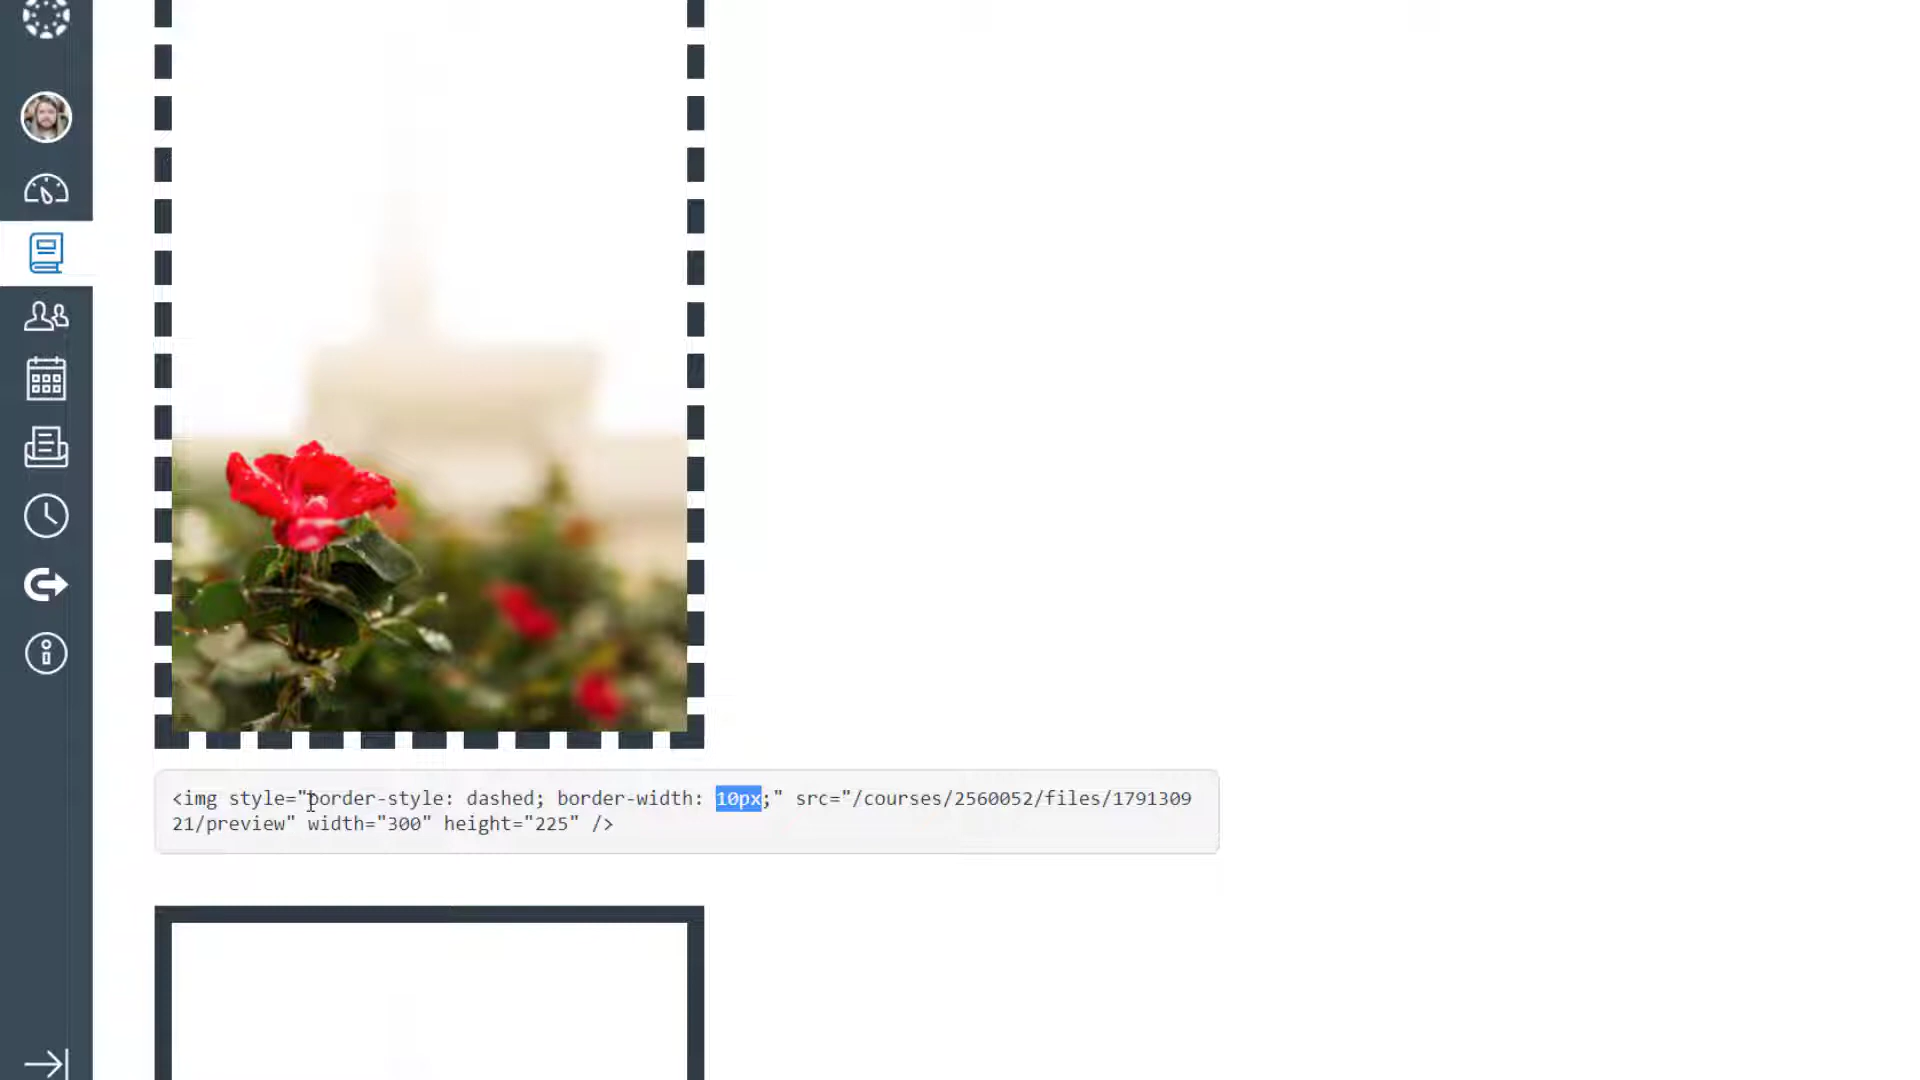 <img style="border-style: dashed; border-width: 10px;" src="/courses/2560052/files/1791309
21/preview" width="300" height="225" />